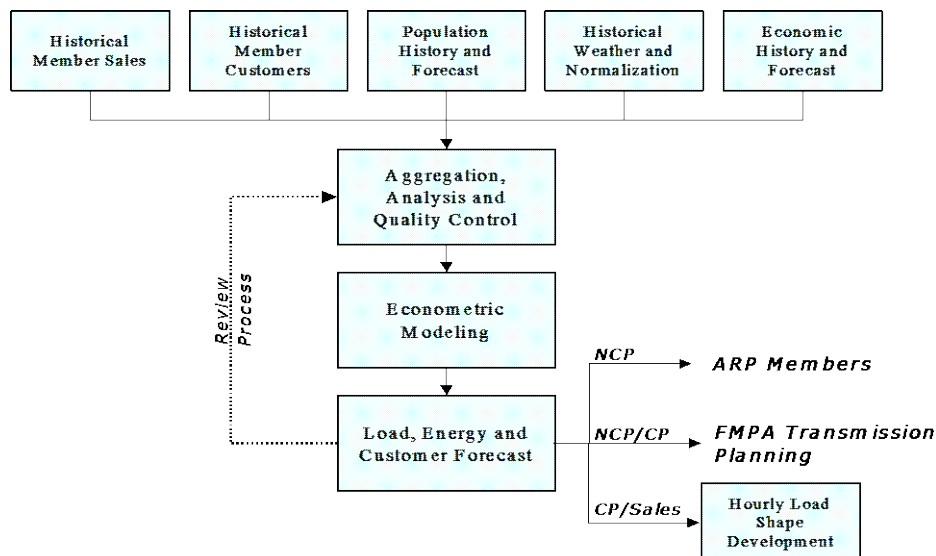 Historical
Member Sales
Historical
Member
Customers
Population
History and
Forecast
Historical
Weather and
Normalization
Economic
History and
Forecast
Aggregation,
Analysis and
Quality Control
Review
Process
Econometric
Modeling
Load, Energy and
Customer Forecast
NCP
ARP Members
NCP/CP
FMPA Transmission
Planning
CP/Sales
Hourly Load
Shape
Development